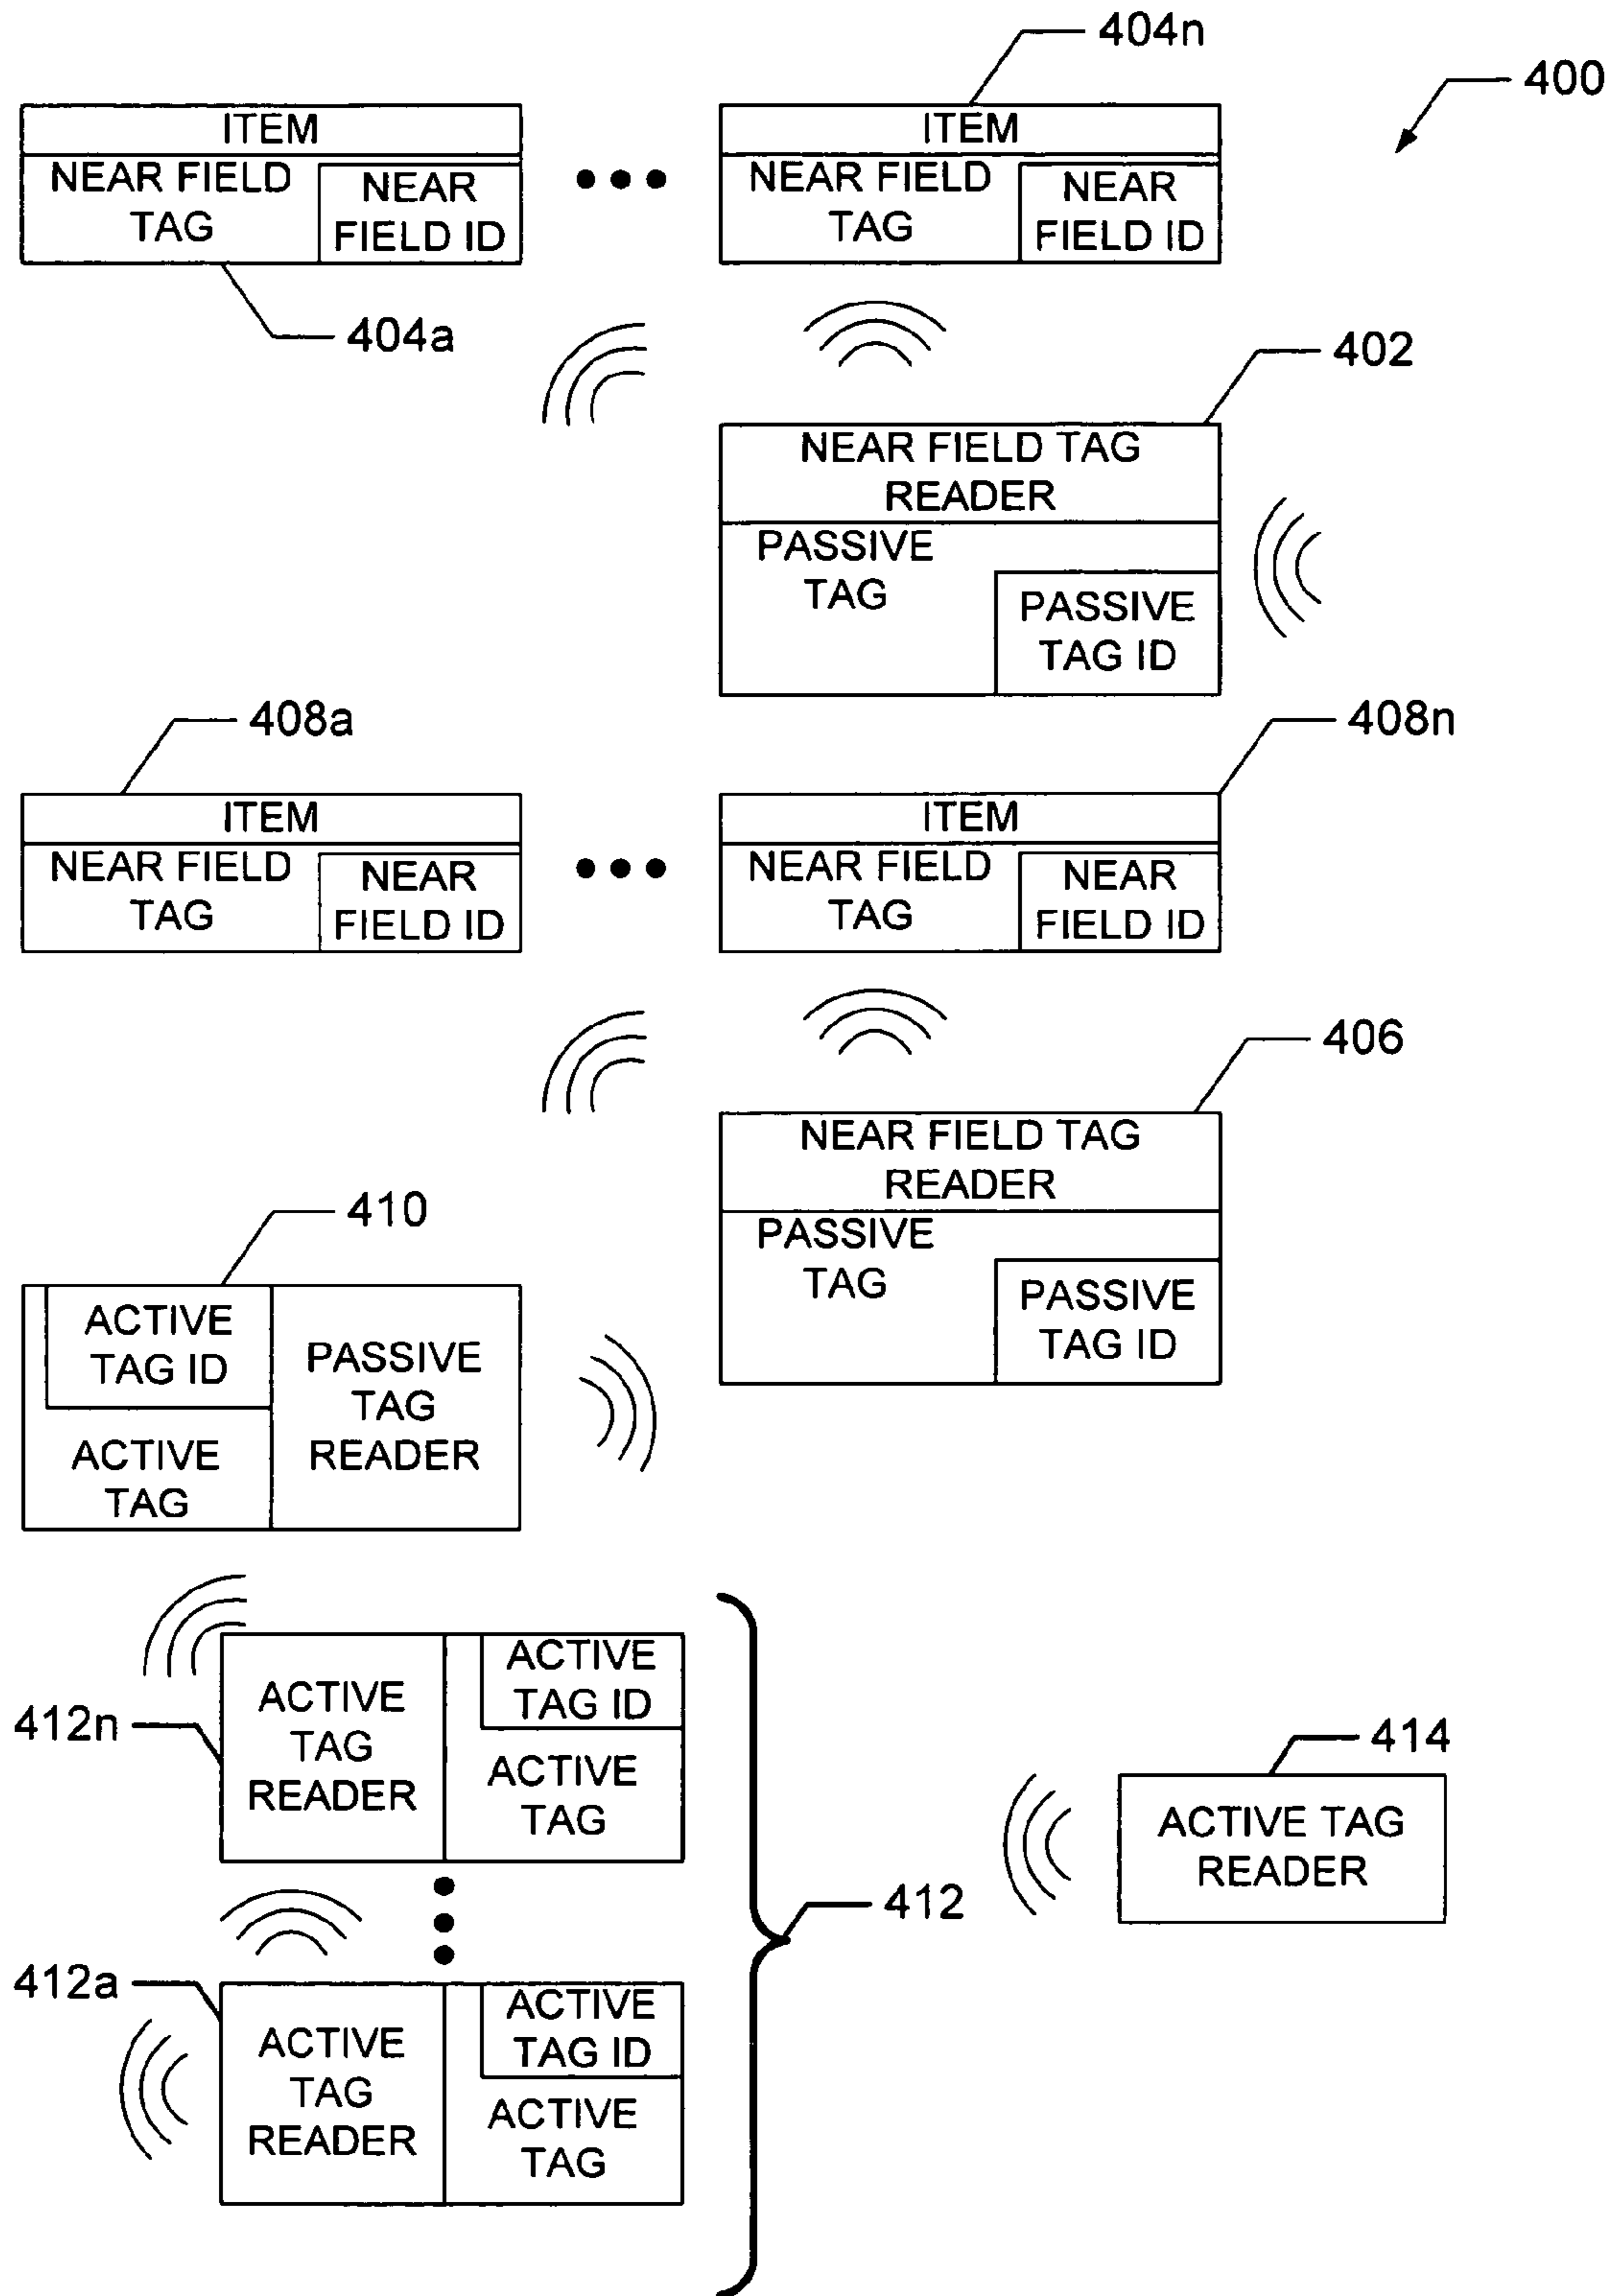 404n
400
ITEM
NEAR FIELD
TAG
NEAR
FIELD ID
ITEM
NEAR FIELD
TAG
NEAR
FIELD ID
404a
402
NEAR FIELD TAG
READER
PASSIVE
TAG
PASSIVE
TAG ID
408a
408n
ITEM
NEAR FIELD
TAG
NEAR
FIELD ID
ITEM
NEAR FIELD
TAG
NEAR
FIELD ID
406
NEAR FIELD TAG
READER
PASSIVE
TAG
PASSIVE
TAG ID
410
ACTIVE
TAG ID
ACTIVE
TAG
PASSIVE
TAG
READER
412n
ACTIVE
TAG
READER
ACTIVE
TAG ID
ACTIVE
TAG
412
414
ACTIVE TAG
READER
412a
ACTIVE
TAG
READER
ACTIVE
TAG ID
ACTIVE
TAG